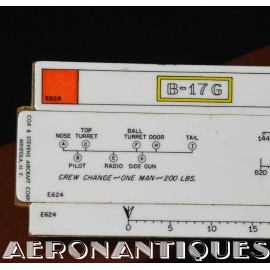 E624
B-17G
COX & STEVENS AIRCRAFT CORP.
MINEOLA, N.Y.
TOP BALL
NOSE TURRET TURRET DOOR TAIL
A F H
B E G
PILOT RADIO SIDE GUN
CREW CHANGE~ONE MAN~200 LBS.
144
820
E624
E624
0 5 10 15
AERONANTIQUES